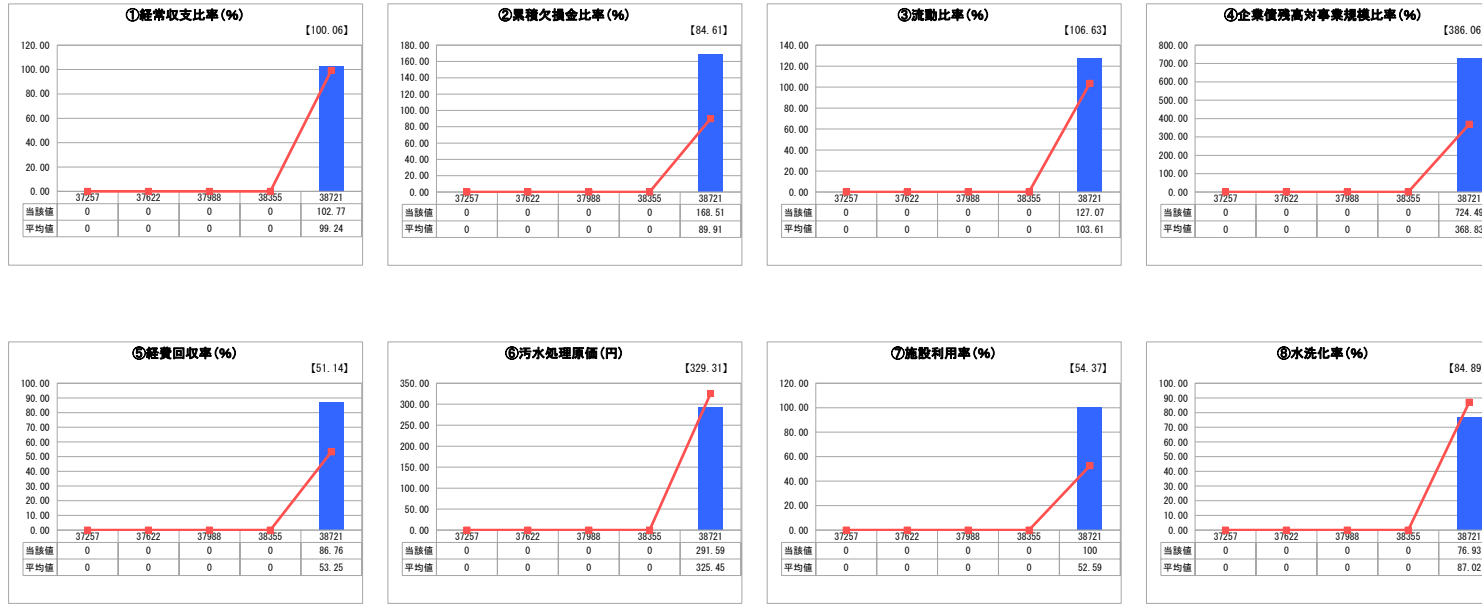 ①経常収支比率(%)
【100.06】
120.00
100.00
80.00
60.00
40.00
20.00
0.00
37257 37622 37988 38355 38721
当該値 0 0 0 0 102.77
平均値 0 0 0 0 99.24
②累積欠損金比率(%)
【84.61】
180.00
160.00
140.00
120.00
100.00
80.00
60.00
40.00
20.00
0.00
37257 37622 37988 38355 38721
当該値 0 0 0 0 168.51
平均値 0 0 0 0 89.91
③流動比率(%)
【106.63】
140.00
120.00
100.00
80.00
60.00
40.00
20.00
0.00
37257 37622 37988 38355 38721
当該値 0 0 0 0 127.07
平均値 0 0 0 0 103.61
④企業債残高対事業規模比率(%)
【386.06
800.00
700.00
600.00
500.00
400.00
300.00
200.00
100.00
0.00
37257 37622 37988 38355 38721
当該値 0 0 0 0 724.49
平均値 0 0 0 0 368.83
⑤経費回収率(%)
【51.14】
100.00
90.00
80.00
70.00
60.00
50.00
40.00
30.00
20.00
10.00
0.00
37257 37622 37988 38355 38721
当該値 0 0 0 0 86.76
平均値 0 0 0 0 53.25
⑥汚水処理原価(円)
【329.31】
350.00
300.00
250.00
200.00
150.00
100.00
50.00
0.00
37257 37622 37988 38355 38721
当該値 0 0 0 0 291.59
平均値 0 0 0 0 325.45
⑦施設利用率(%)
【54.37】
120.00
100.00
80.00
60.00
40.00
20.00
0.00
37257 37622 37988 38355 38721
当該値 0 0 0 0 100
平均値 0 0 0 0 52.59
⑧水洗化率(%)
【84.89
100.00
90.00
80.00
70.00
60.00
50.00
40.00
30.00
20.00
10.00
0.00
37257 37622 37988 38355 38721
当該値 0 0 0 0 76.93
平均値 0 0 0 0 87.02